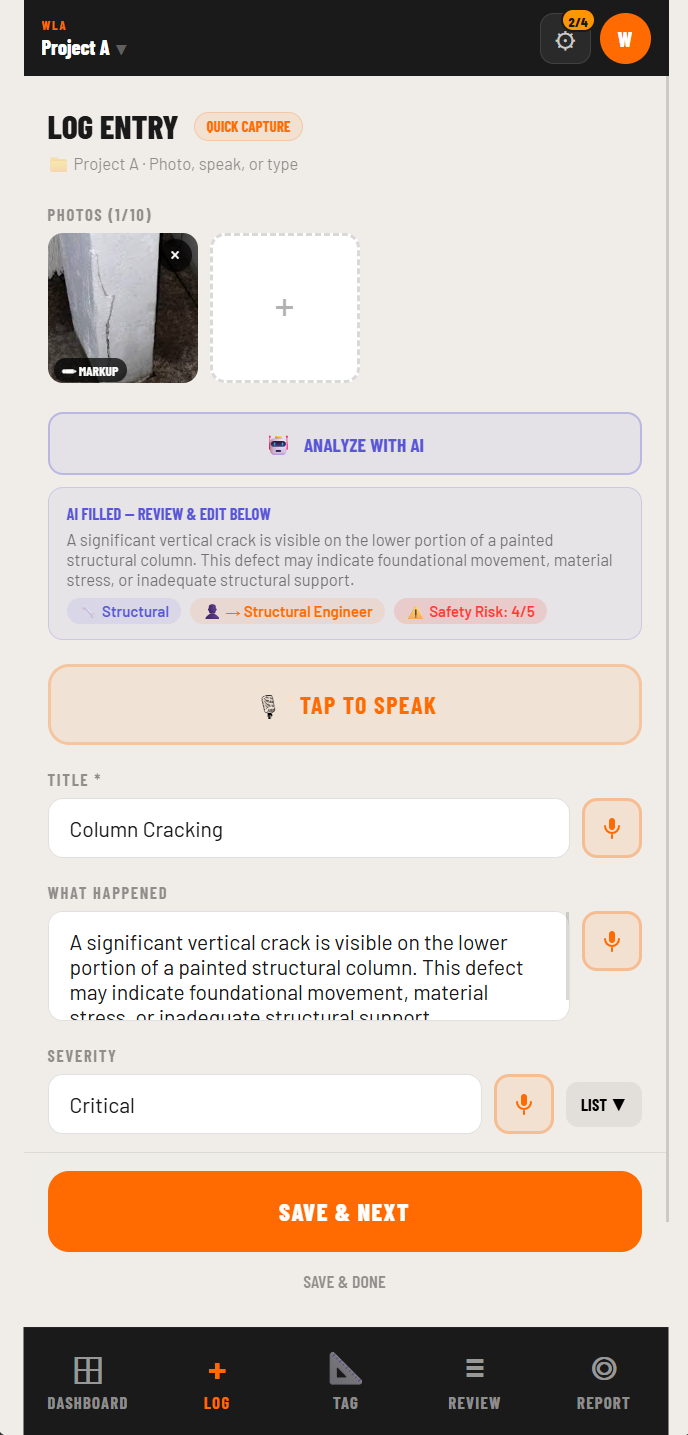 WLA
Project A ▼
2/4
W
LOG ENTRY
QUICK CAPTURE
Project A · Photo, speak, or type
PHOTOS (1/10)
×
MARKUP
+
ANALYZE WITH AI
AI FILLED — REVIEW & EDIT BELOW
A significant vertical crack is visible on the lower portion of a painted
structural column. This defect may indicate foundational movement, material
stress, or inadequate structural support.
Structural
→ Structural Engineer
Safety Risk: 4/5
TAP TO SPEAK
TITLE *
Column Cracking
WHAT HAPPENED
A significant vertical crack is visible on the lower
portion of a painted structural column. This defect
may indicate foundational movement, material
stress, or inadequate structural support.
SEVERITY
Critical
LIST ▼
SAVE & NEXT
SAVE & DONE
DASHBOARD
LOG
TAG
REVIEW
REPORT